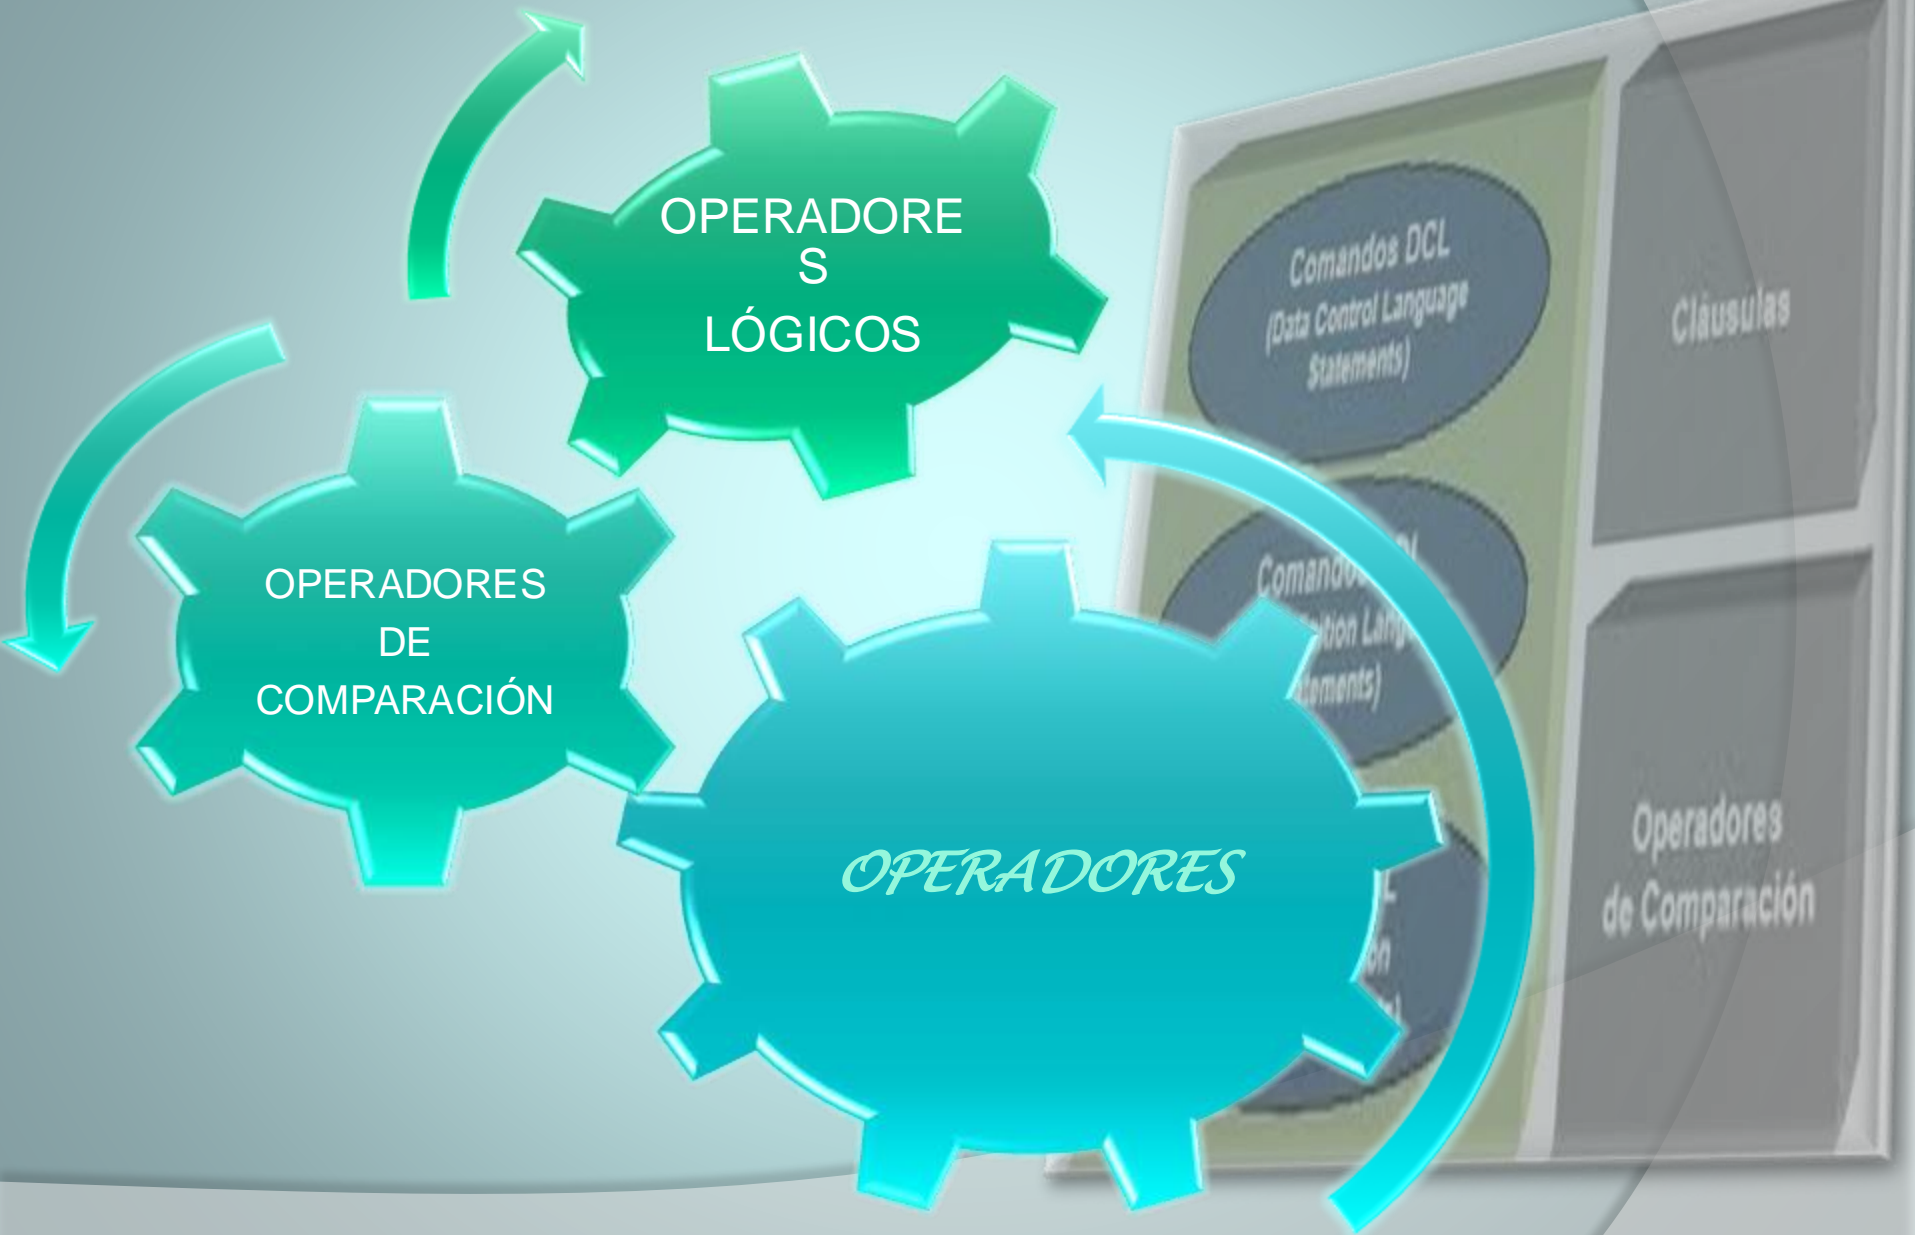 OPERADORE
S
LÓGICOS
OPERADORES
DE
COMPARACIÓN
OPERADORES
Comandos DCL
(Data Control Language
Statements)
Cláusulas
Operadores
de Comparación